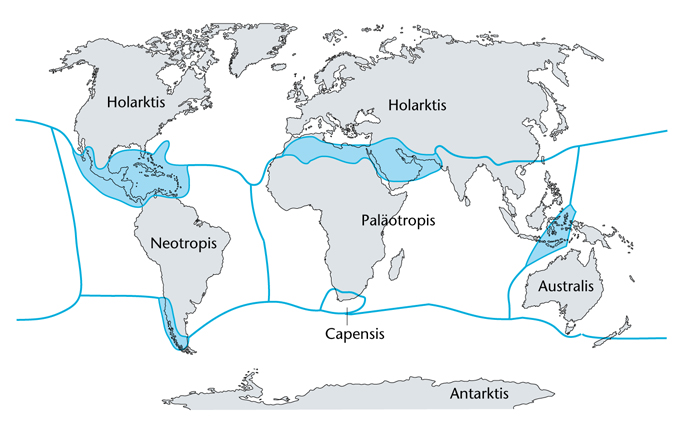 Holarktis
Holarktis
Neotropis
Paläotropis
Australis
Capensis
Antarktis